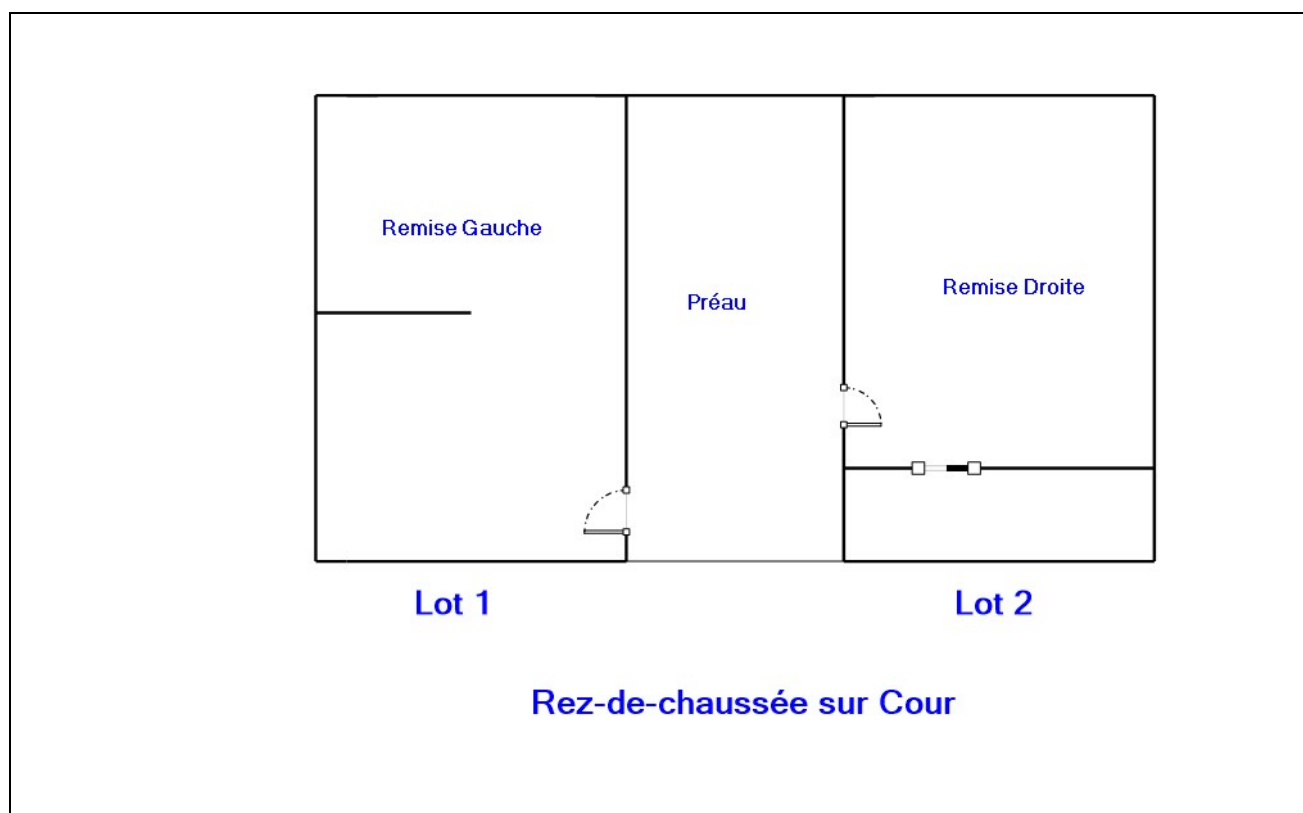 Remise Gauche
Préau
Remise Droite
Lot 1
Lot 2
Rez-de-chaussée sur Cour